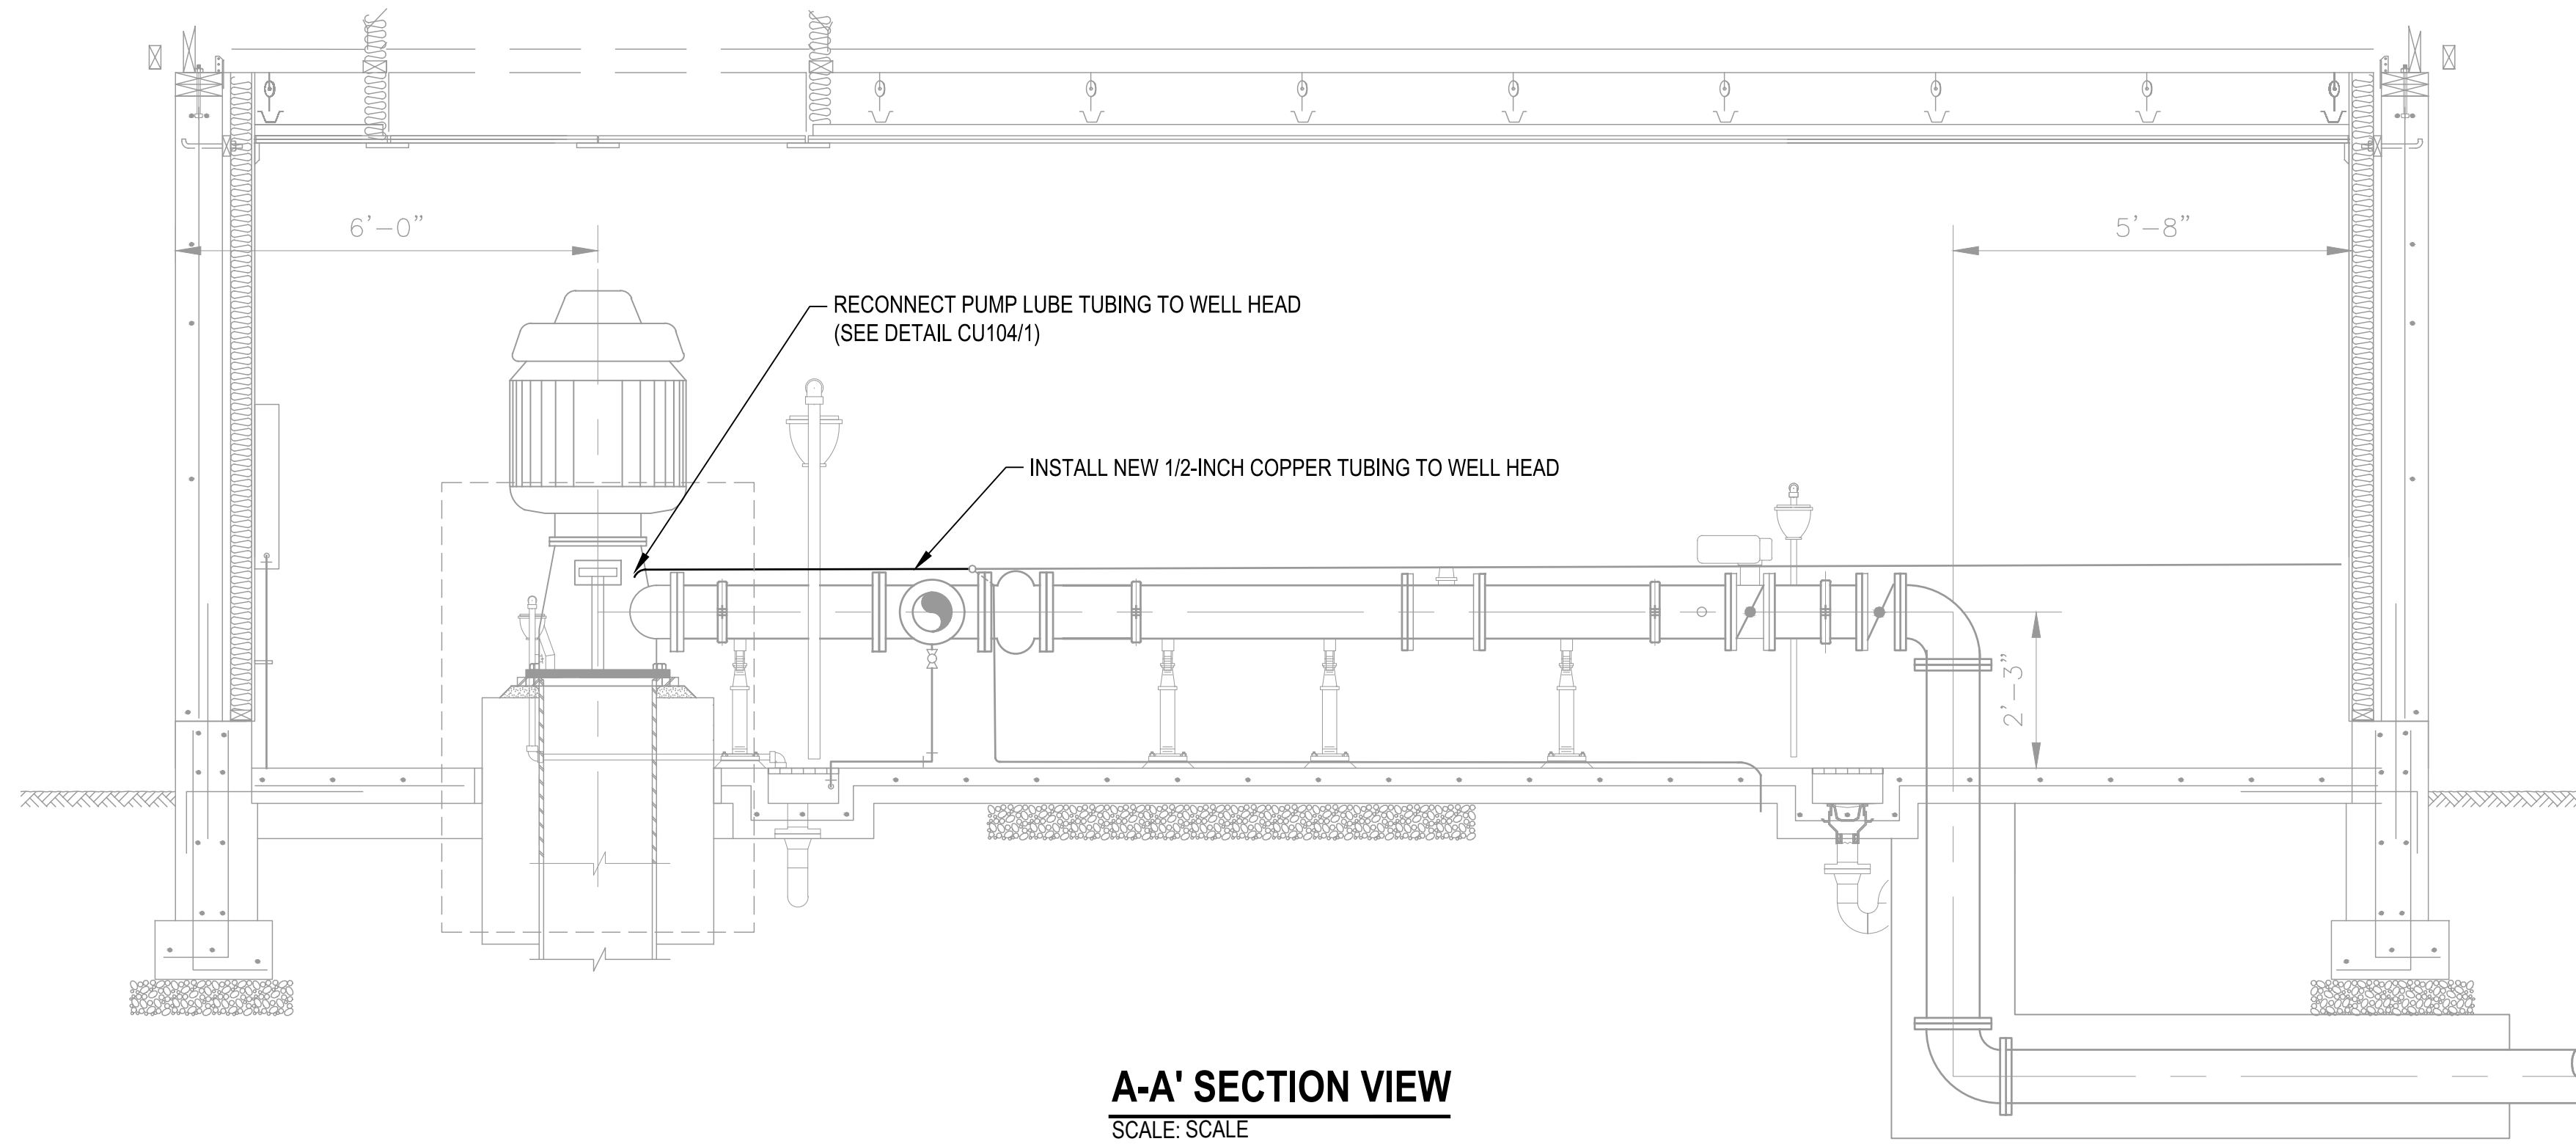 6'-0"
5'-8"
RECONNECT PUMP LUBE TUBING TO WELL HEAD
(SEE DETAIL CU104/1)
INSTALL NEW 1/2-INCH COPPER TUBING TO WELL HEAD
2'-3"
A-A' SECTION VIEW
SCALE: SCALE